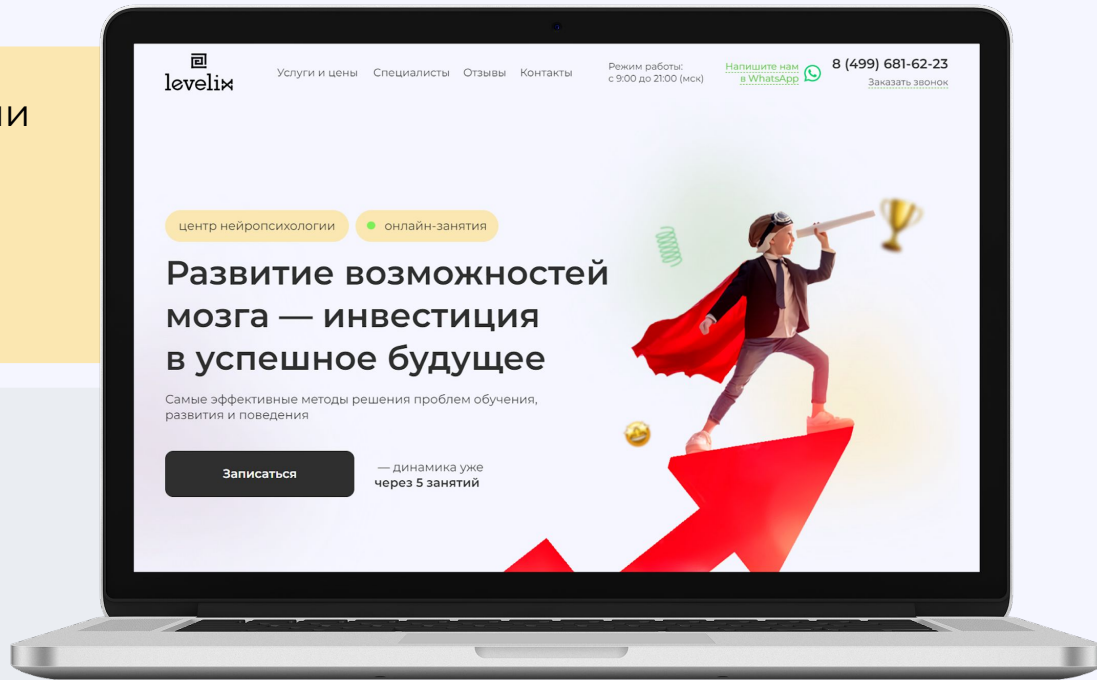 ли
levelix
Услуги и цены Специалисты Отзывы Контакты
Режим работы:
с 9:00 до 21:00 (мск)
Напишите нам
в WhatsApp
8 (499) 681-62-23
Заказать звонок
центр нейропсихологии
онлайн-занятия
Развитие возможностей
мозга — инвестиция
в успешное будущее
Самые эффективные методы решения проблем обучения,
развития и поведения
Записаться
— динамика уже
через 5 занятий